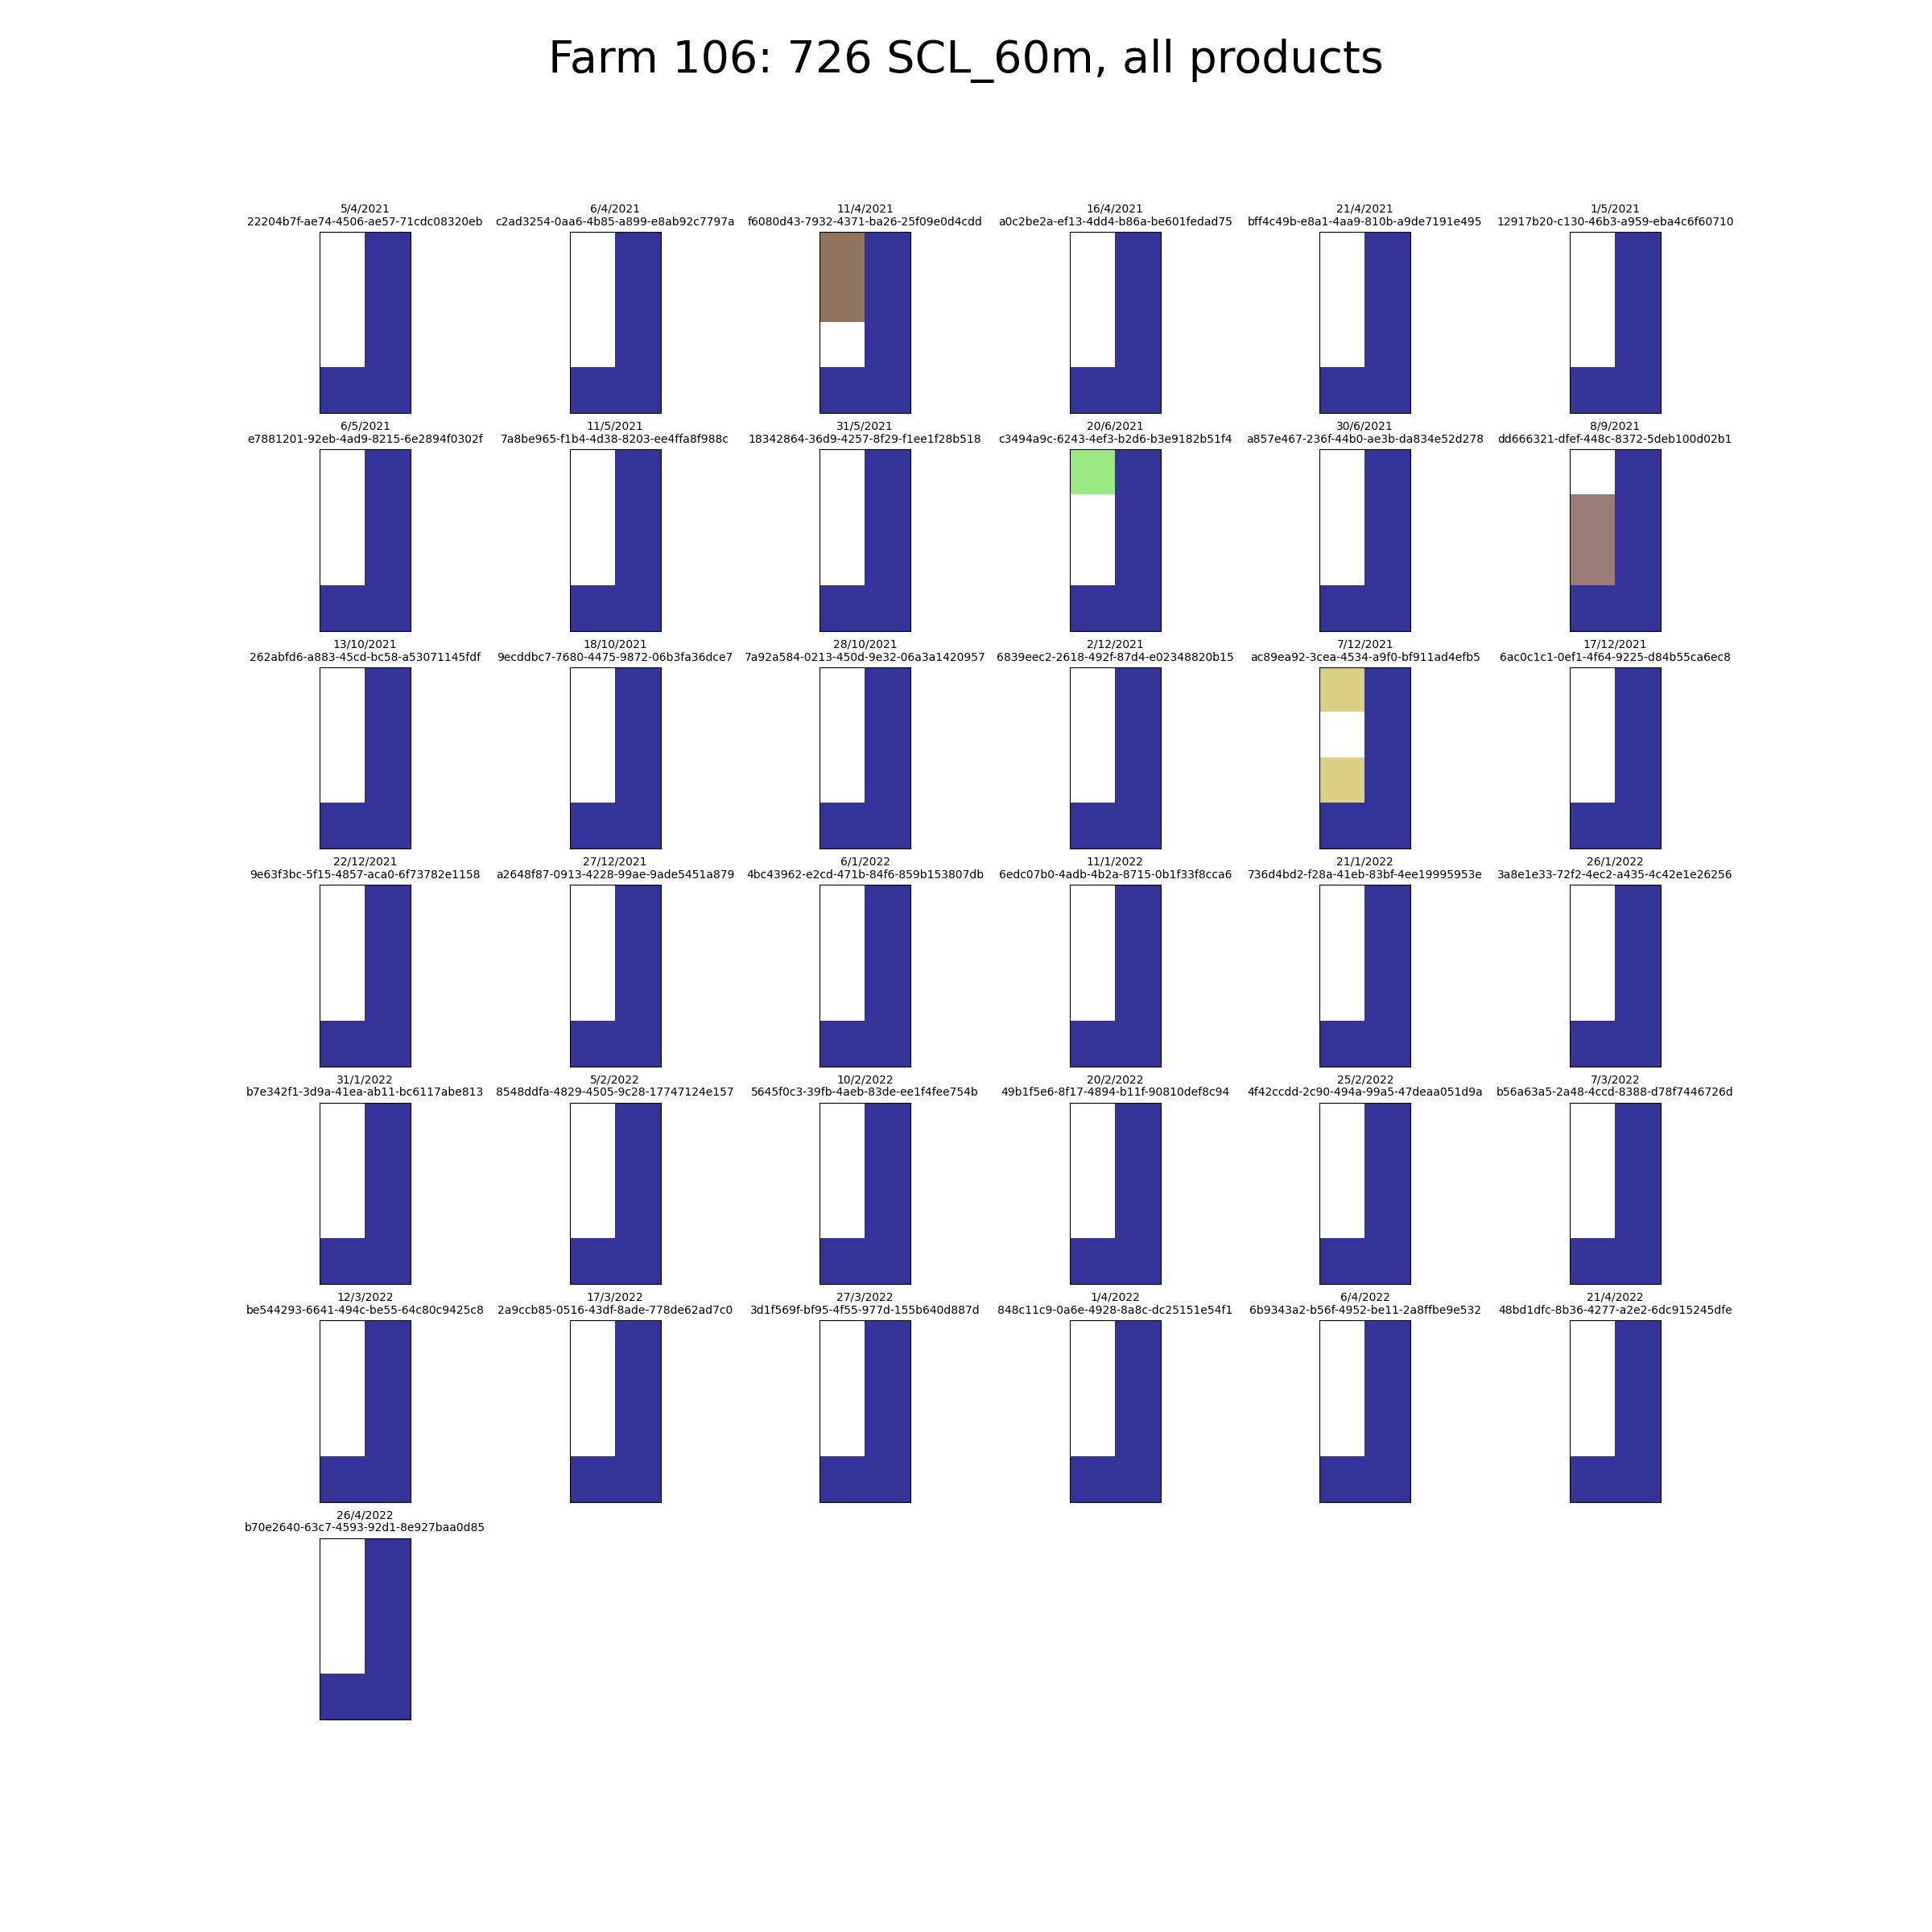 Farm 106: 726 SCL_60m, all products
5/4/2021
22204b7f-ae74-4506-ae57-71cdc08320eb
6/4/2021
c2ad3254-0aa6-4b85-a899-e8ab92c7797a
11/4/2021
f6080d43-7932-4371-ba26-25f09e0d4cdd
16/4/2021
a0c2be2a-ef13-4dd4-b86a-be601fedad75
21/4/2021
bff4c49b-e8a1-4aa9-810b-a9de7191e495
1/5/2021
12917b20-c130-46b3-a959-eba4c6f60710
6/5/2021
e7881201-92eb-4ad9-8215-6e2894f0302f
11/5/2021
7a8be965-f1b4-4d38-8203-ee4ffa8f988c
31/5/2021
18342864-36d9-4257-8f29-f1ee1f28b518
20/6/2021
c3494a9c-6243-4ef3-b2d6-b3e9182b51f4
30/6/2021
a857e467-236f-44b0-ae3b-da834e52d278
8/9/2021
dd666321-dfef-448c-8372-5deb100d02b1
13/10/2021
262abfd6-a883-45cd-bc58-a53071145fdf
18/10/2021
9ecddbc7-7680-4475-9872-06b3fa36dce7
28/10/2021
7a92a584-0213-450d-9e32-06a3a1420957
2/12/2021
6839eec2-2618-492f-87d4-e02348820b15
7/12/2021
ac89ea92-3cea-4534-a9f0-bf911ad4efb5
17/12/2021
6ac0c1c1-0ef1-4f64-9225-d84b55ca6ec8
22/12/2021
9e63f3bc-5f15-4857-aca0-6f73782e1158
27/12/2021
a2648f87-0913-4228-99ae-9ade5451a879
6/1/2022
4bc43962-e2cd-471b-84f6-859b153807db
11/1/2022
6edc07b0-4adb-4b2a-8715-0b1f33f8cca6
21/1/2022
736d4bd2-f28a-41eb-83bf-4ee19995953e
26/1/2022
3a8e1e33-72f2-4ec2-a435-4c42e1e26256
31/1/2022
b7e342f1-3d9a-41ea-ab11-bc6117abe813
5/2/2022
8548ddfa-4829-4505-9c28-17747124e157
10/2/2022
5645f0c3-39fb-4aeb-83de-ee1f4fee754b
20/2/2022
49b1f5e6-8f17-4894-b11f-90810def8c94
25/2/2022
4f42ccdd-2c90-494a-99a5-47deaa051d9a
7/3/2022
b56a63a5-2a48-4ccd-8388-d78f7446726d
12/3/2022
be544293-6641-494c-be55-64c80c9425c8
17/3/2022
2a9ccb85-0516-43df-8ade-778de62ad7c0
27/3/2022
3d1f569f-bf95-4f55-977d-155b640d887d
1/4/2022
848c11c9-0a6e-4928-8a8c-dc25151e54f1
6/4/2022
6b9343a2-b56f-4952-be11-2a8ffbe9e532
21/4/2022
48bd1dfc-8b36-4277-a2e2-6dc915245dfe
26/4/2022
b70e2640-63c7-4593-92d1-8e927baa0d85